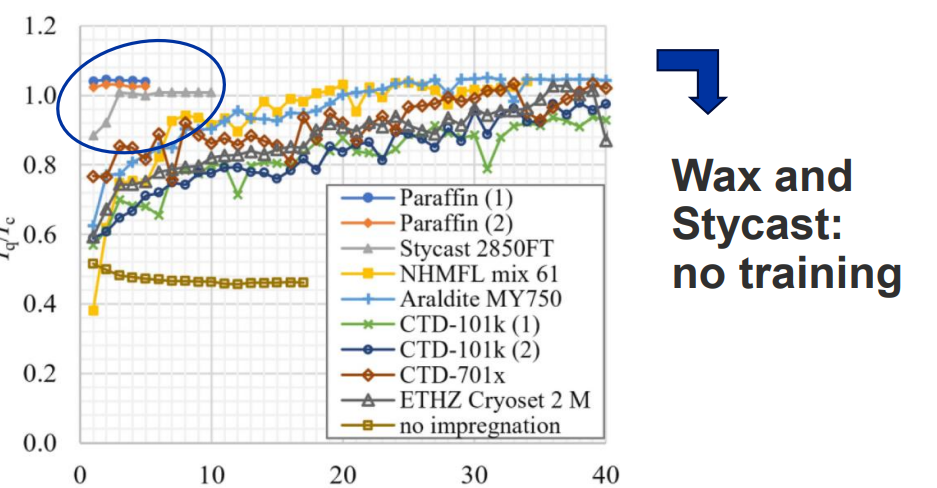 1.2
1.0
0.8
0.6
0.4
0.2
0.0
0
10
20
30
40
Paraffin (1)
Paraffin (2)
Stycast 2850FT
NHMFL mix 61
Araldite MY750
CTD-101k (1)
CTD-101k (2)
CTD-701x
ETHZ Cryoset 2 M
no impregnation
Wax and
Stycast:
no training